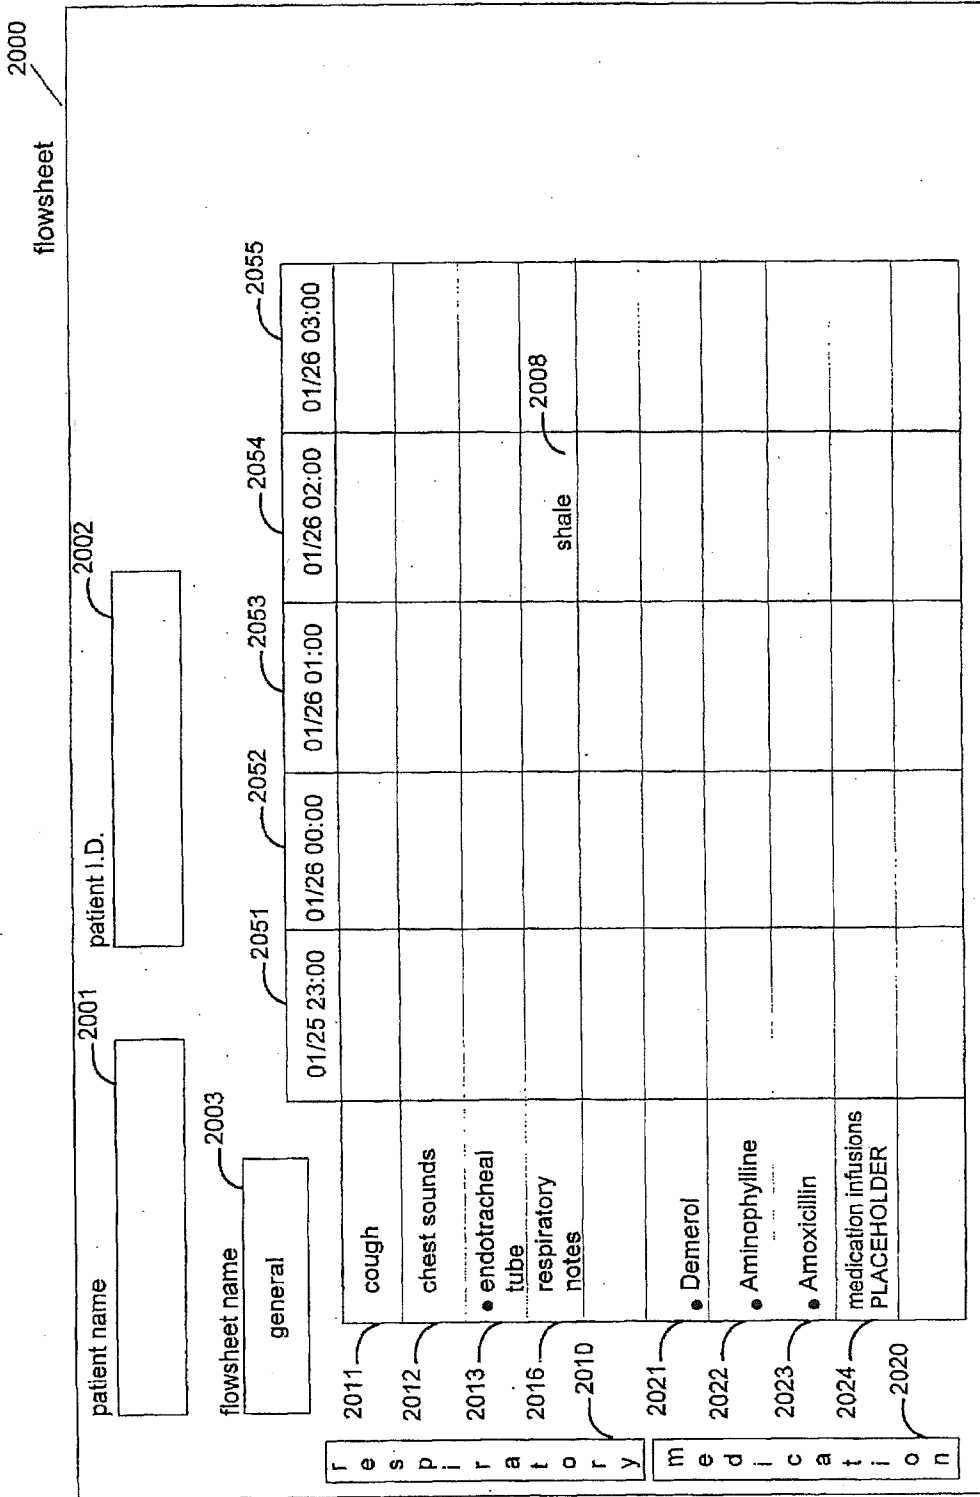 flowsheet 2000
patient name
2001
patient I.D.
2002
flowsheet name
2003
general
2051
2052
2053
2054
2055
01/25 23:00
01/26 00:00
01/26 01:00
01/26 02:00
01/26 03:00
respiratory
2011
cough
2012
chest sounds
2013
• endotracheal
tube
2016
respiratory
notes
shale
2008
2010
medication
2021
• Demerol
2022
• Aminophylline
2023
• Amoxicillin
2024
medication infusions
PLACEHOLDER
2020